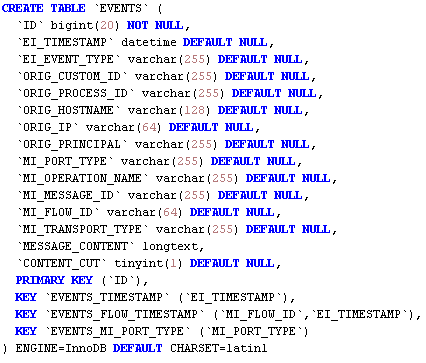 CREATE TABLE `EVENTS` (
`ID` bigint(20) NOT NULL,
`EI_TIMESTAMP` datetime DEFAULT NULL,
`EI_EVENT_TYPE` varchar(255) DEFAULT NULL,
`ORIG_CUSTOM_ID` varchar(255) DEFAULT NULL,
`ORIG_PROCESS_ID` varchar(255) DEFAULT NULL,
`ORIG_HOSTNAME` varchar(128) DEFAULT NULL,
`ORIG_IP` varchar(64) DEFAULT NULL,
`ORIG_PRINCIPAL` varchar(255) DEFAULT NULL,
`MI_PORT_TYPE` varchar(255) DEFAULT NULL,
`MI_OPERATION_NAME` varchar(255) DEFAULT NULL,
`MI_MESSAGE_ID` varchar(255) DEFAULT NULL,
`MI_FLOW_ID` varchar(64) DEFAULT NULL,
`MI_TRANSPORT_TYPE` varchar(255) DEFAULT NULL,
`MESSAGE_CONTENT` longtext,
`CONTENT_CUT` tinyint(1) DEFAULT NULL,
PRIMARY KEY (`ID`),
KEY `EVENTS_TIMESTAMP` (`EI_TIMESTAMP`),
KEY `EVENTS_FLOW_TIMESTAMP` (`MI_FLOW_ID`,`EI_TIMESTAMP`),
KEY `EVENTS_MI_PORT_TYPE` (`MI_PORT_TYPE`)
) ENGINE=InnoDB DEFAULT CHARSET=latin1